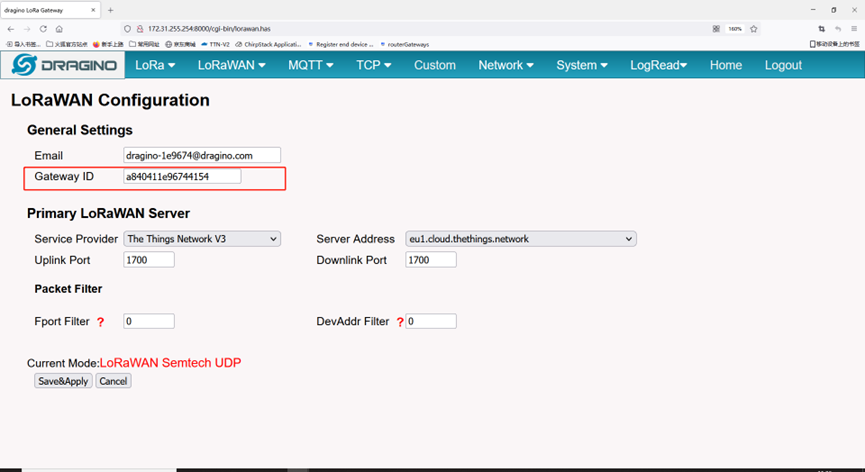 dragino LoRa Gateway
172.31.255.254:8000/cgi-bin/lorawan.has 160%
导入书签... 火狐官方站点 新手上路 常用网址 京东商城 TTN-V2 ChirpStack Applicati... Register end device ... routerGateways 移动设备上的书签
DRAGINO LoRa LoRaWAN MQTT TCP Custom Network System LogRead Home Logout
LoRaWAN Configuration
General Settings
Email dragino-1e9674@dragino.com
Gateway ID a840411e96744154
Primary LoRaWAN Server
Service Provider The Things Network V3 Server Address eu1.cloud.thethings.network
Uplink Port 1700 Downlink Port 1700
Packet Filter
Fport Filter ? 0 DevAddr Filter ? 0
Current Mode:LoRaWAN Semtech UDP
Save&Apply Cancel